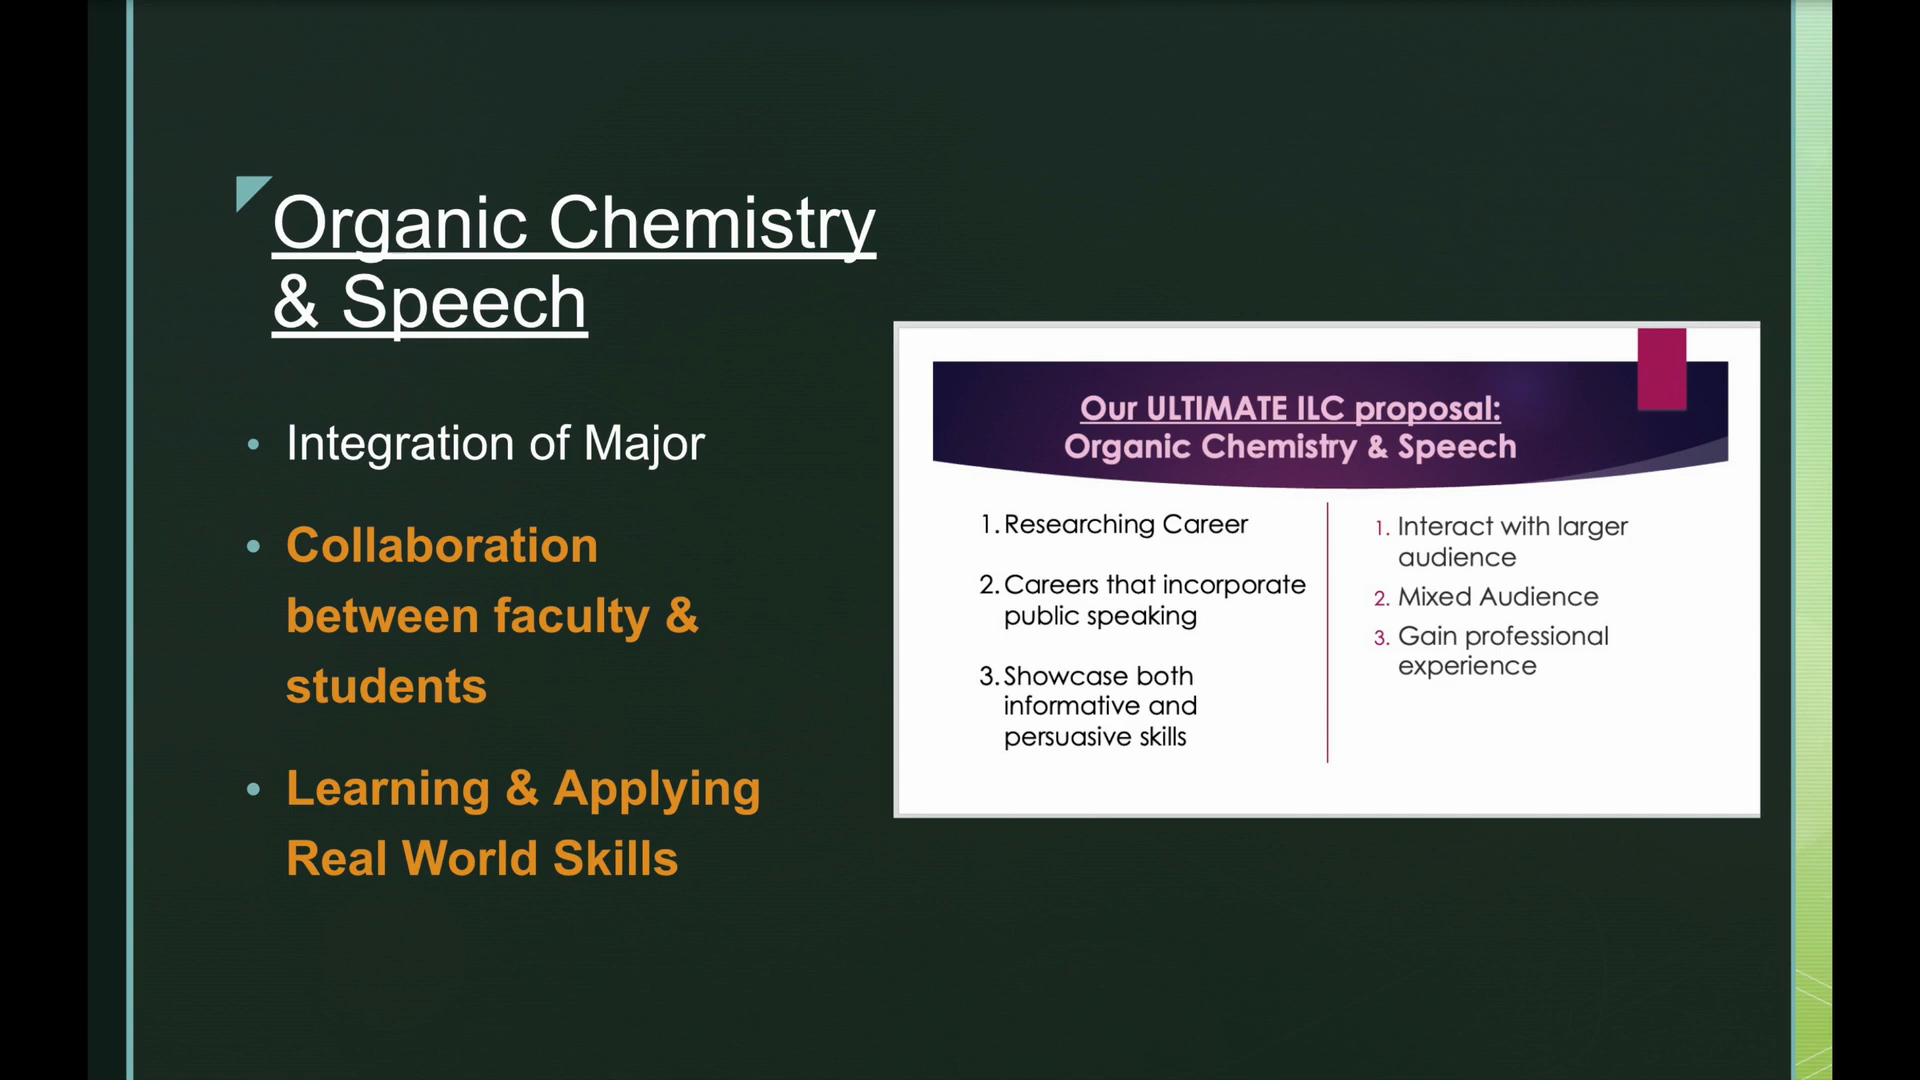 Organic Chemistry
& Speech
• Integration of Major
• Collaboration
between faculty &
students
• Learning & Applying
Real World Skills
Our ULTIMATE ILC proposal:
Organic Chemistry & Speech
1. Researching Career
2. Careers that incorporate
public speaking
3. Showcase both
informative and
persuasive skills
1. Interact with larger
audience
2. Mixed Audience
3. Gain professional
experience